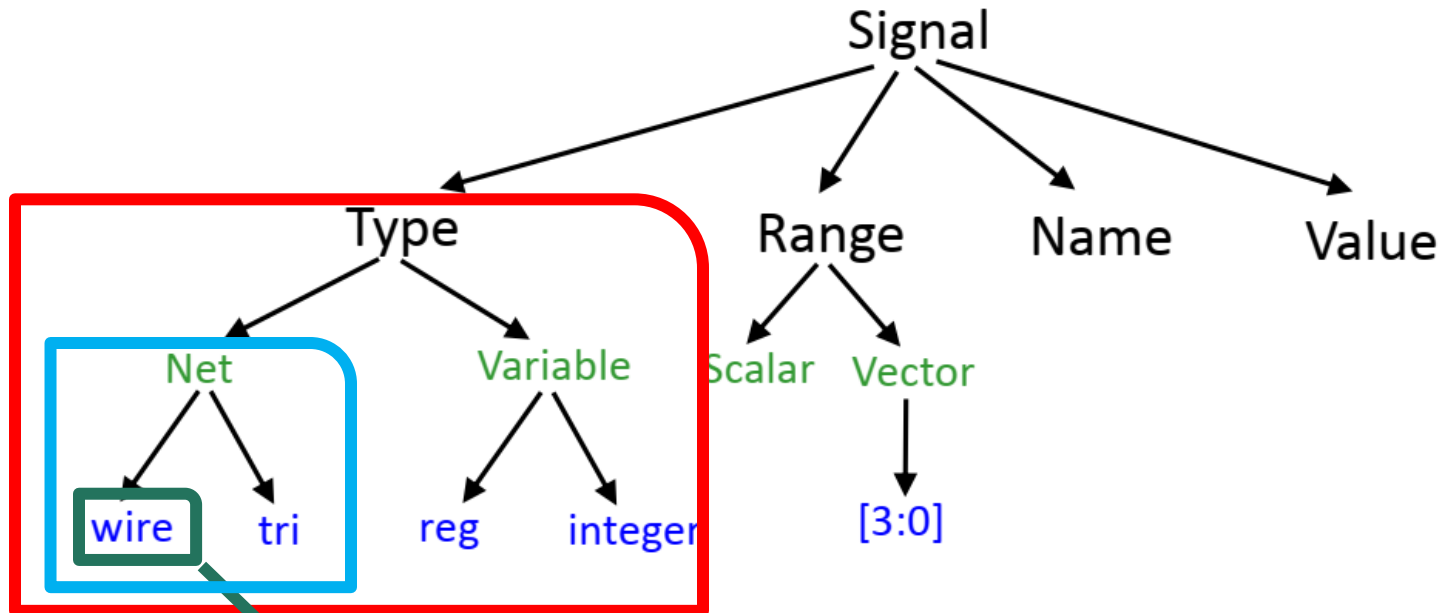 Signal
Type Range Name Value
Net Variable Scalar Vector
wire tri reg integer [3:0]